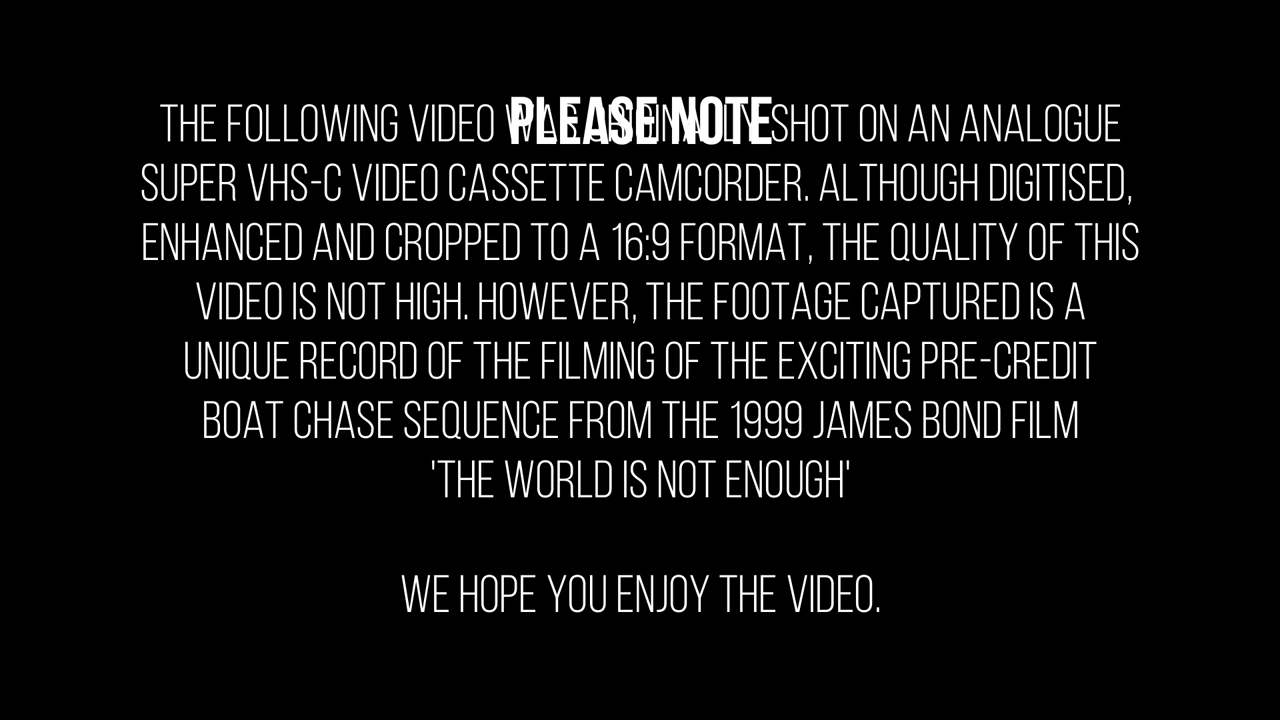 PLEASE NOTE
THE FOLLOWING VIDEO WAS ORIGINALLY SHOT ON AN ANALOGUE
SUPER VHS-C VIDEO CASSETTE CAMCORDER. ALTHOUGH DIGITISED,
ENHANCED AND CROPPED TO A 16:9 FORMAT, THE QUALITY OF THIS
VIDEO IS NOT HIGH. HOWEVER, THE FOOTAGE CAPTURED IS A
UNIQUE RECORD OF THE FILMING OF THE EXCITING PRE-CREDIT
BOAT CHASE SEQUENCE FROM THE 1999 JAMES BOND FILM
'THE WORLD IS NOT ENOUGH'
WE HOPE YOU ENJOY THE VIDEO.